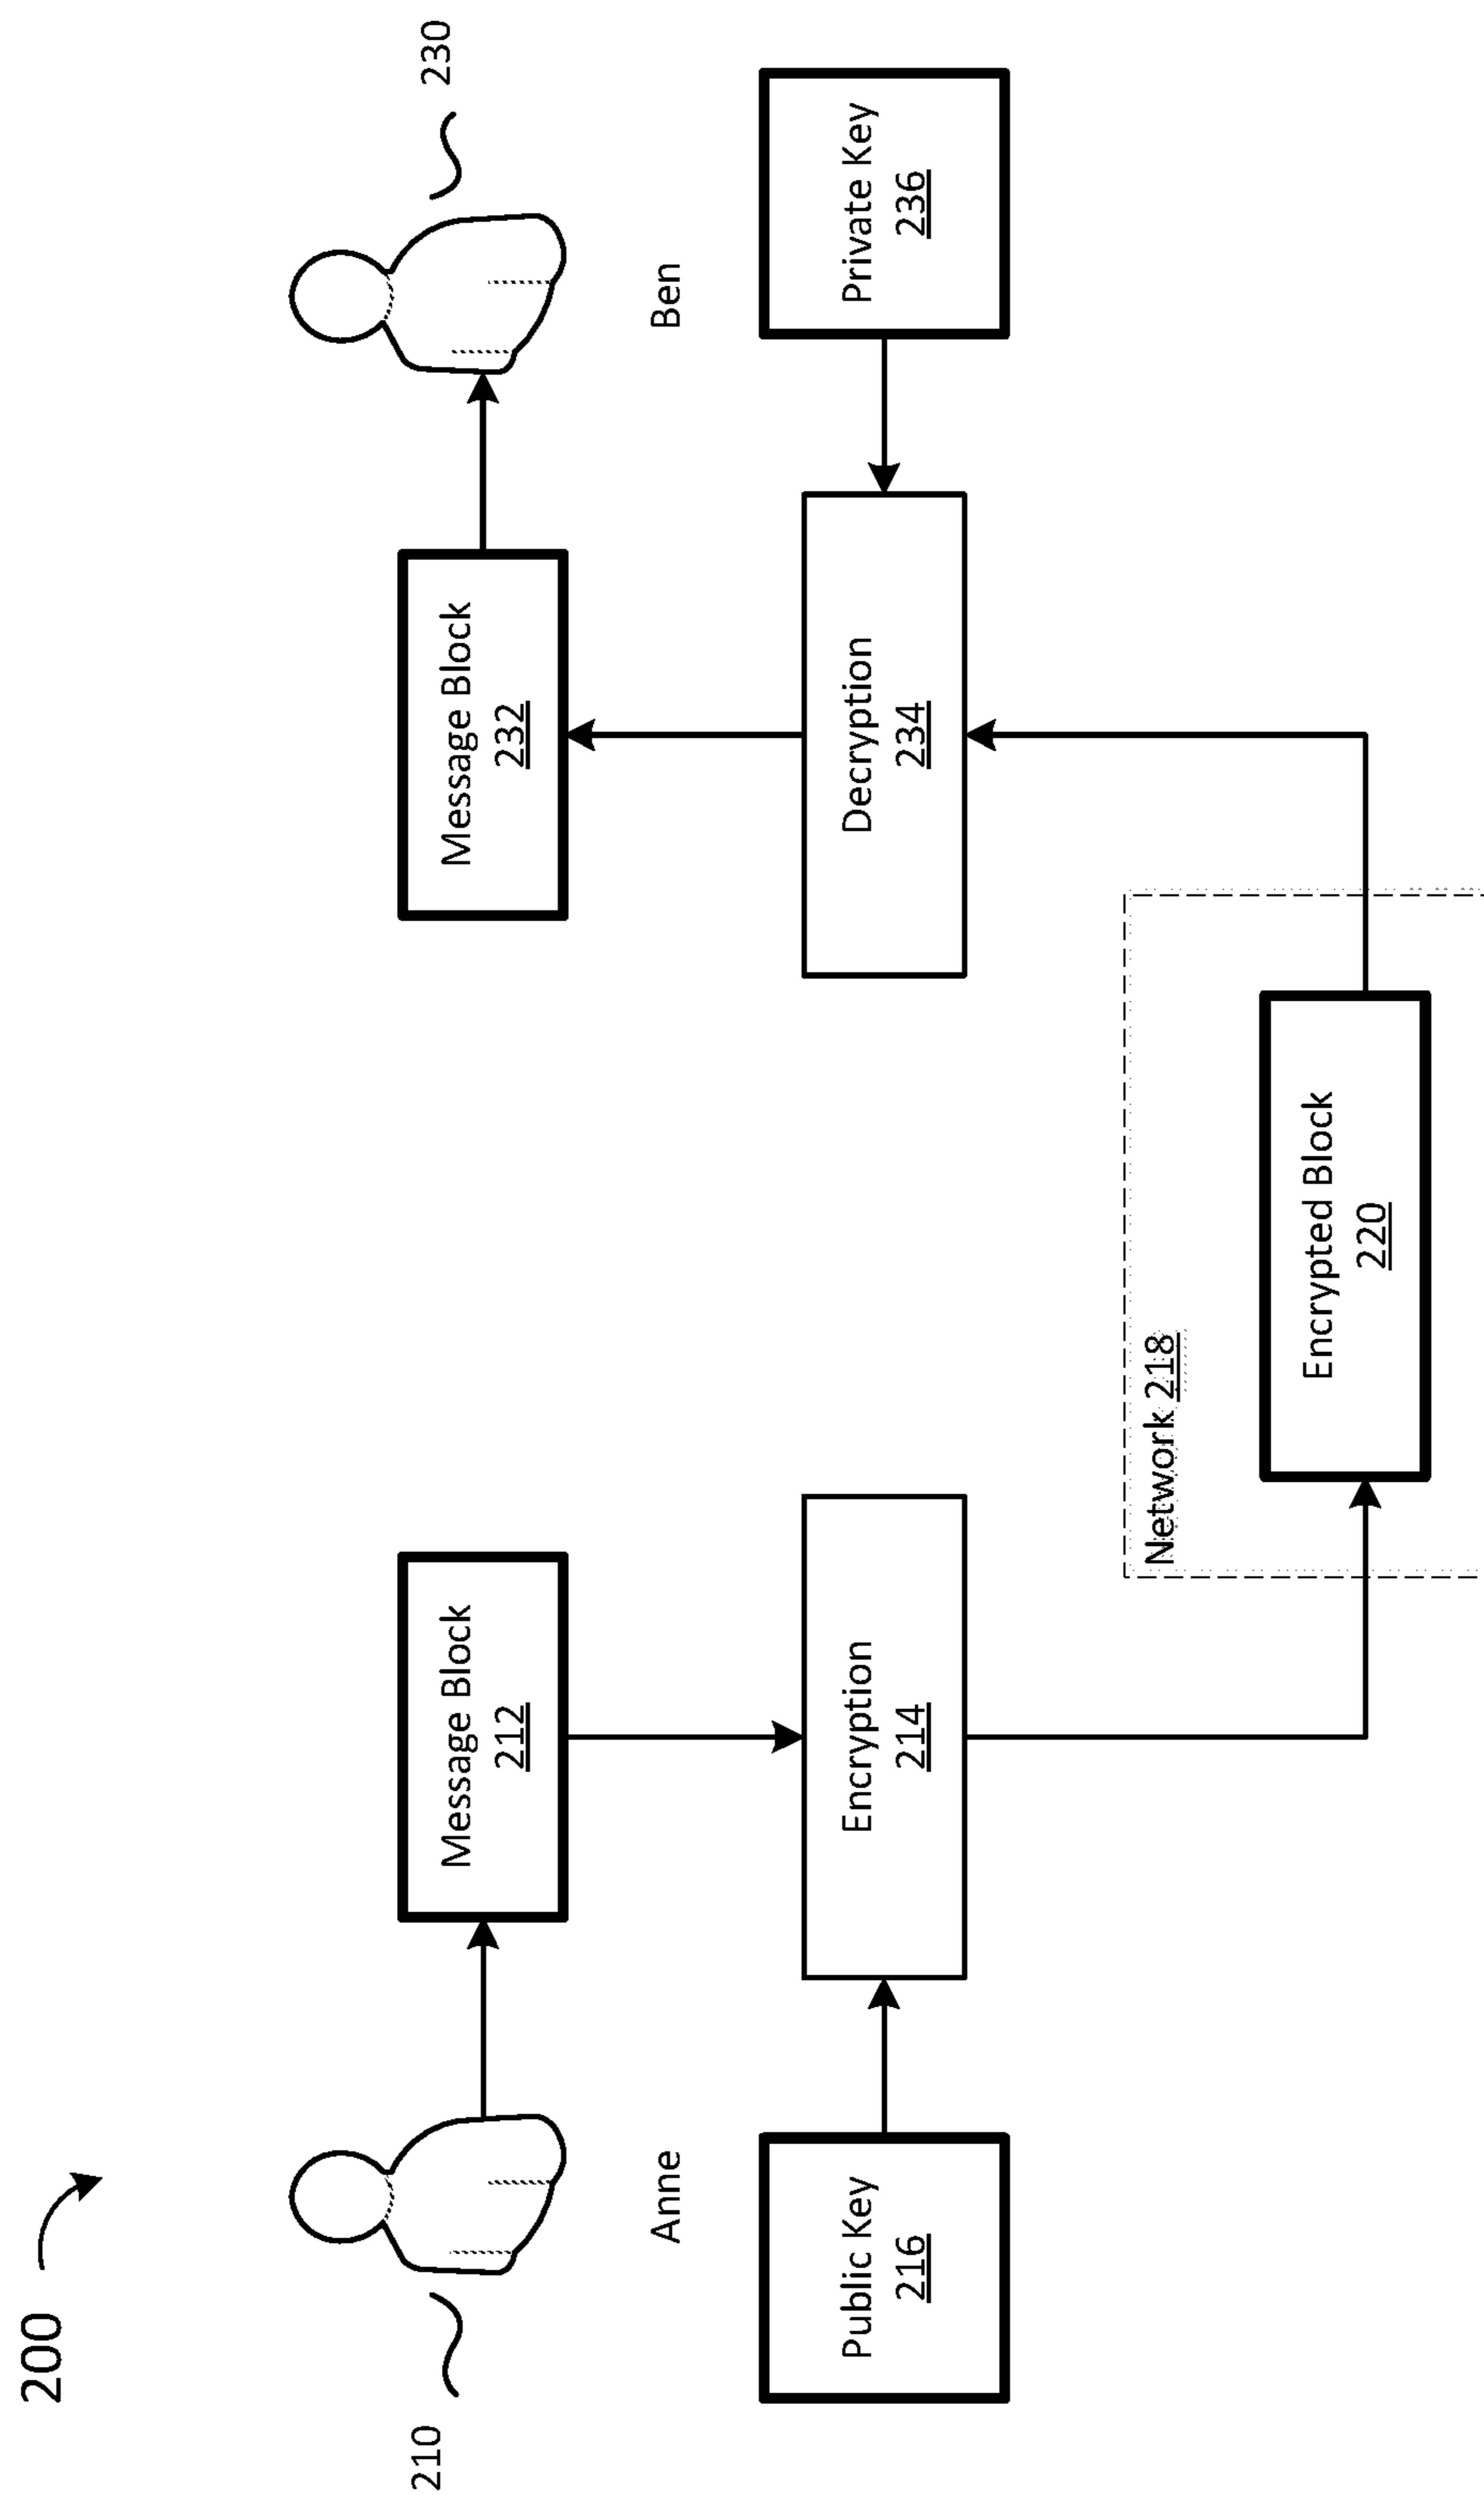 200
210
Anne
Message Block
212
Public Key
216
Encryption
214
Network 218
Encrypted Block
220
Message Block
232
Decryption
234
230
Ben
Private Key
236